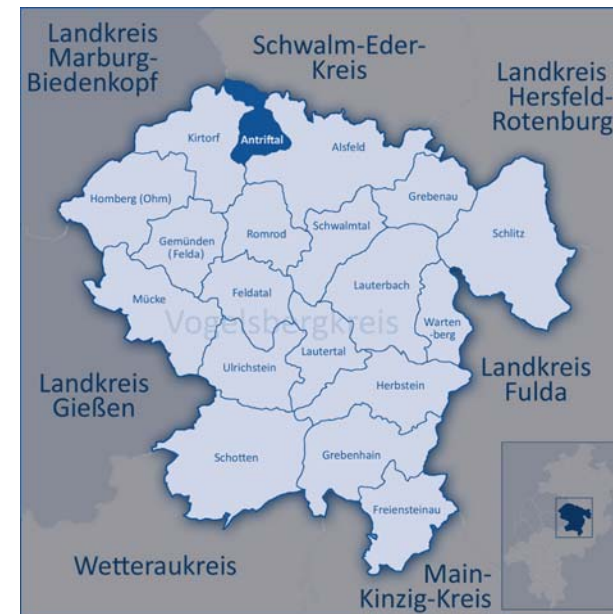 Landkreis
Marburg-
Biedenkopf
Schwalm-Eder-
Kreis
Landkreis
Hersfeld-
Rotenburg
Kirtorf
Antrifttal
Alsfeld
Homberg (Ohm)
Grebenau
Gemünden
(Felda)
Romrod
Schwalmtal
Schlitz
Mücke
Feldatal
Lauterbach
Vogelsbergkreis
Warten
-berg
Ulrichstein
Lautertal
Herbstein
Landkreis
Gießen
Landkreis
Fulda
Schotten
Grebenhain
Freiensteinau
Wetteraukreis
Main-
Kinzig-Kreis